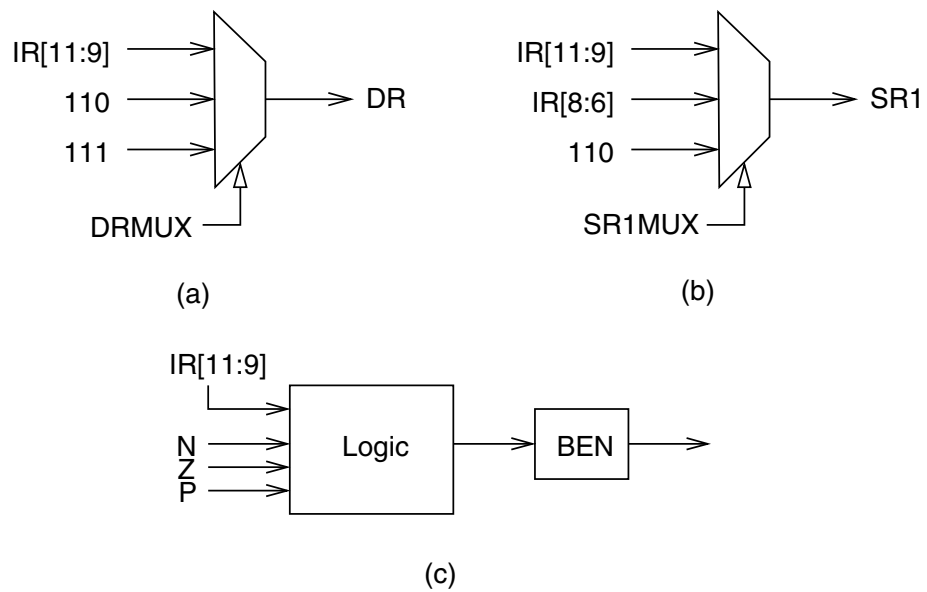 IR[11:9]
110
111
DR
DRMUX
(a)
IR[11:9]
IR[8:6]
110
SR1
SR1MUX
(b)
IR[11:9]
N
Z
P
Logic
BEN
(c)